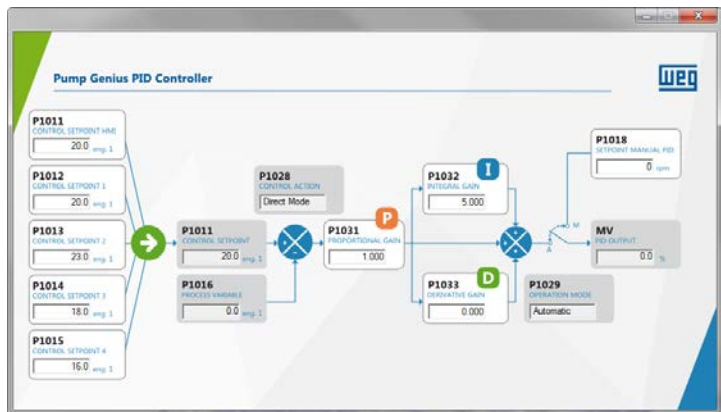 Pump Genius PID Controller
WEG
P1011
CONTROL SETPOINT HMI
20.0 eng. 1
P1012
CONTROL SETPOINT 1
20.0 eng. 1
P1013
CONTROL SETPOINT 2
23.0 eng. 1
P1014
CONTROL SETPOINT 3
18.0 eng. 1
P1015
CONTROL SETPOINT 4
16.0 eng. 1
P1011
CONTROL SETPOINT
20.0 eng. 1
P1016
PROCESS VARIABLE
0.0 eng. 1
P1028
CONTROL ACTION
Direct Mode
P
P1031
PROPORTIONAL GAIN
1.000
I
P1032
INTEGRAL GAIN
5.000
D
P1033
DERIVATIVE GAIN
0.000
P1029
OPERATION MODE
Automatic
M
A
P1018
SETPOINT MANUAL PID
0 rpm
MV
PID OUTPUT
0.0 %